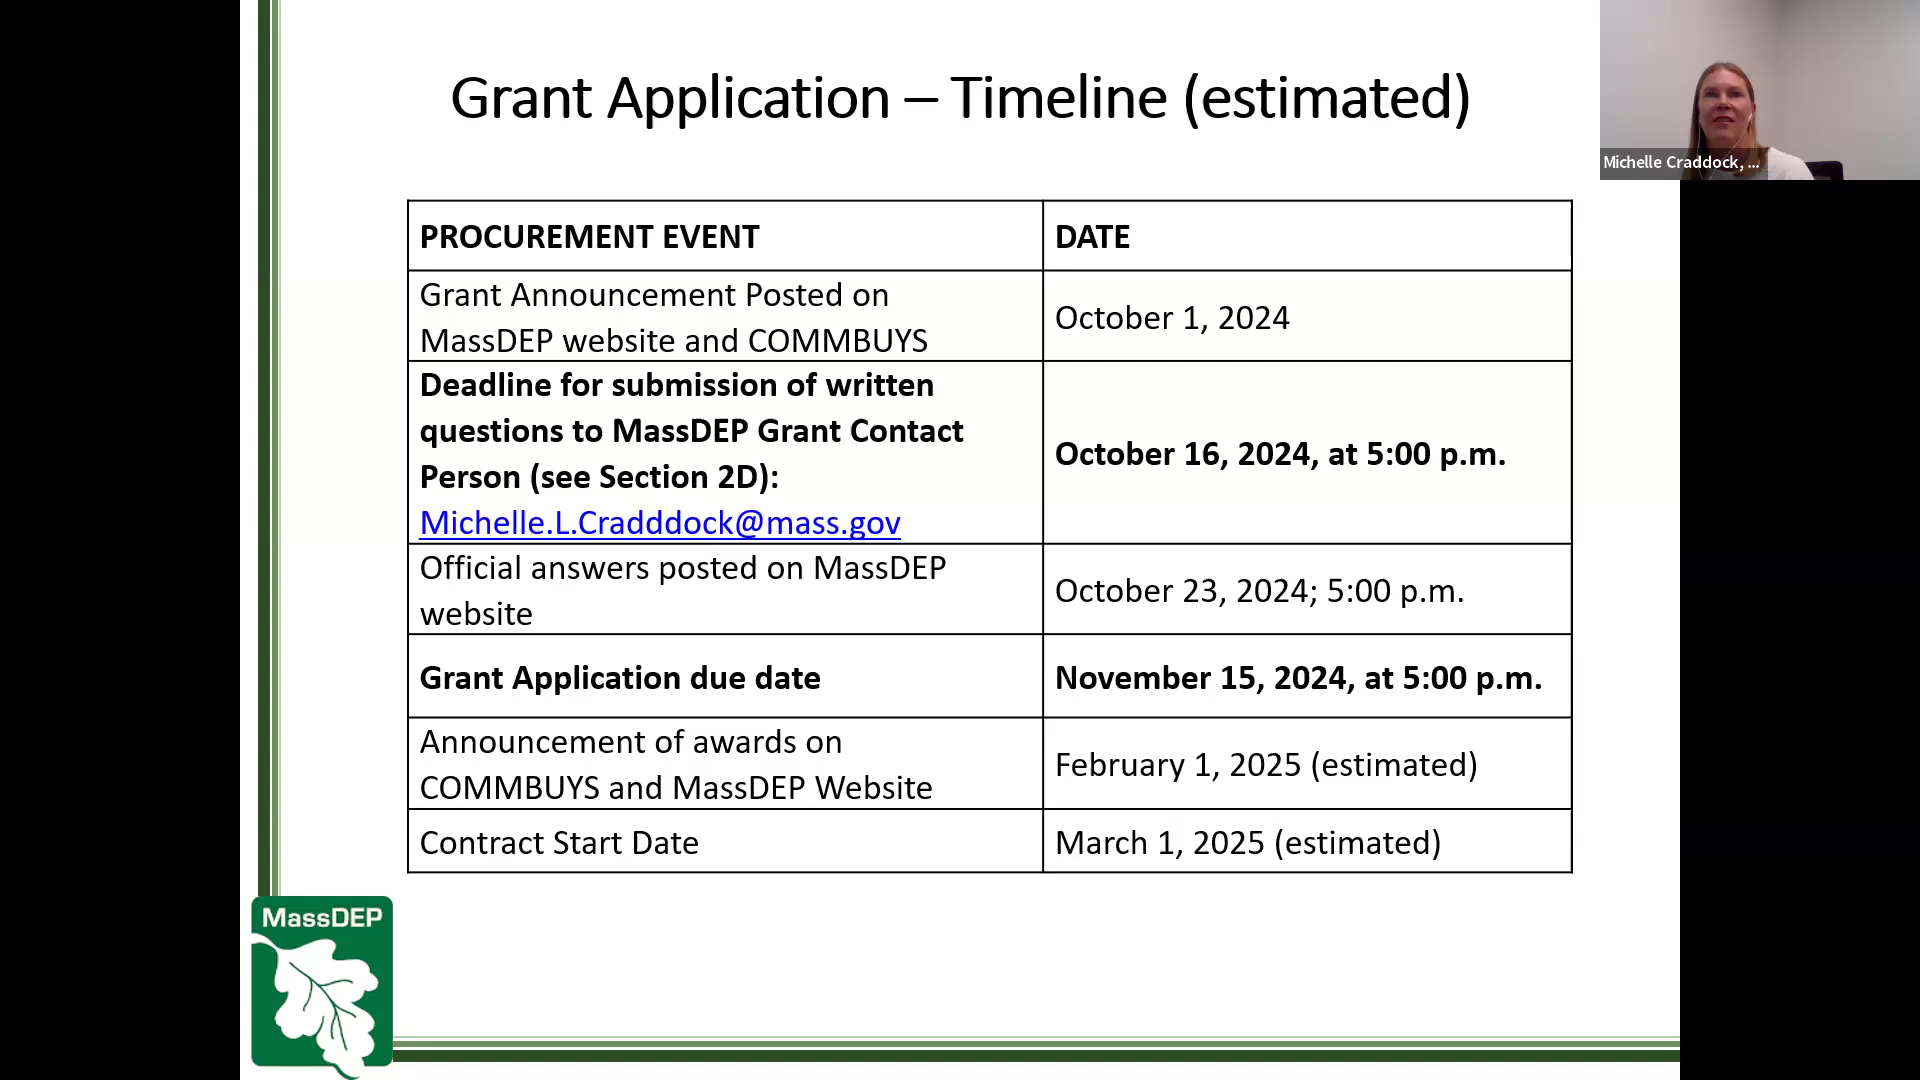 Grant Application – Timeline (estimated)
Michelle Craddock, ...
PROCUREMENT EVENT
DATE
Grant Announcement Posted on
MassDEP website and COMMBUYS
October 1, 2024
Deadline for submission of written
questions to MassDEP Grant Contact
Person (see Section 2D):
Michelle.L.Cradddock@mass.gov
October 16, 2024, at 5:00 p.m.
Official answers posted on MassDEP
website
October 23, 2024; 5:00 p.m.
Grant Application due date
November 15, 2024, at 5:00 p.m.
Announcement of awards on
COMMBUYS and MassDEP Website
February 1, 2025 (estimated)
Contract Start Date
March 1, 2025 (estimated)
MassDEP